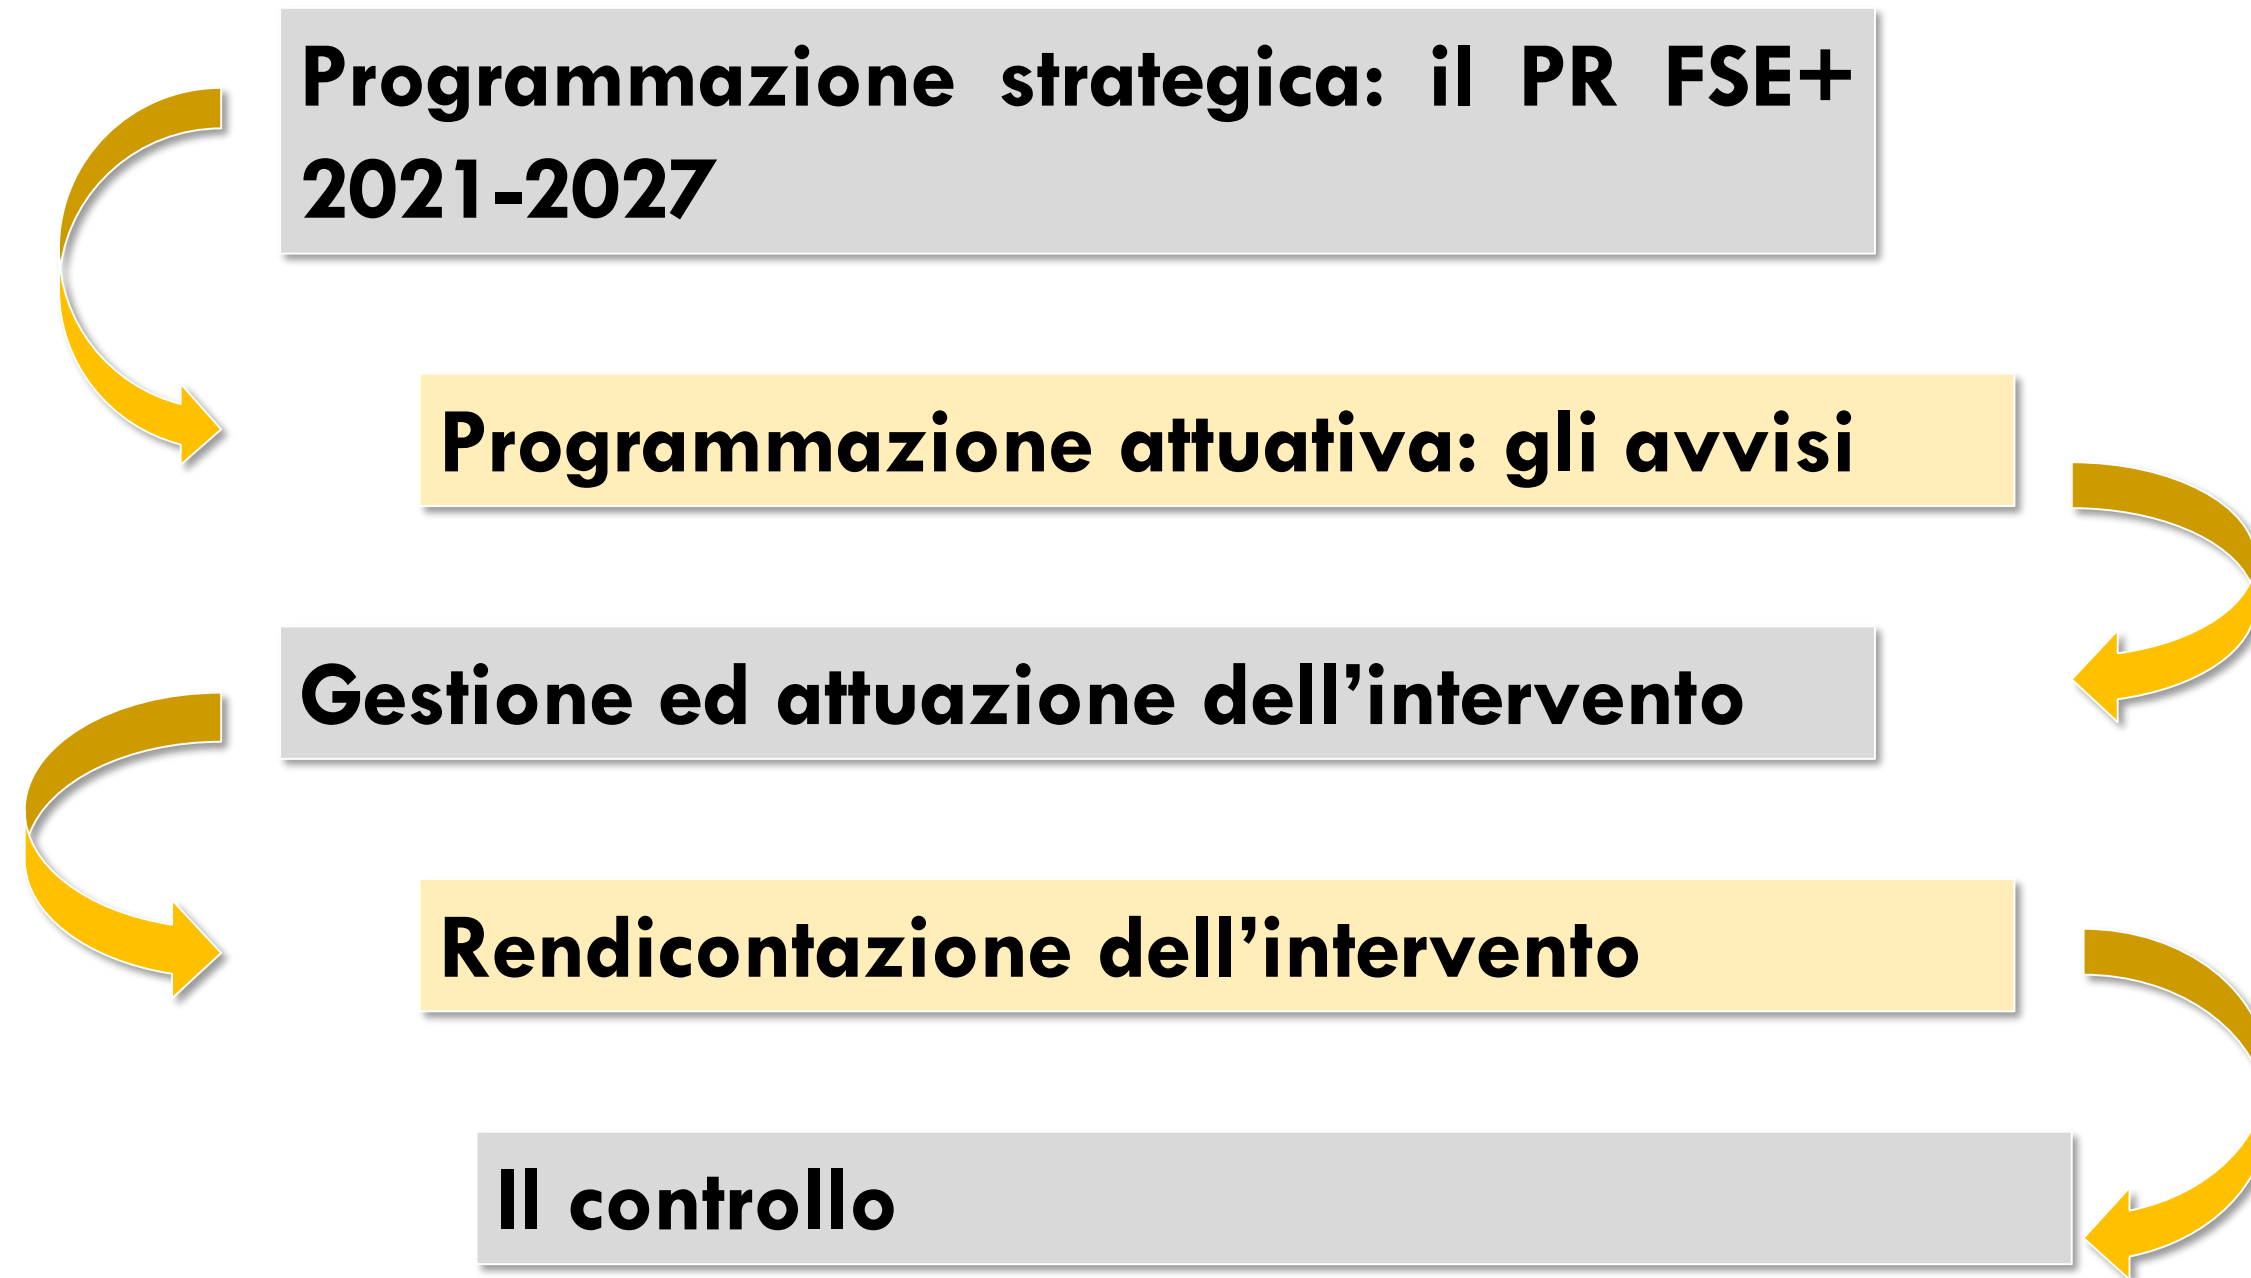 Programmazione strategica: il PR FSE+
2021-2027
Programmazione attuativa: gli avvisi
Gestione ed attuazione dell’intervento
Rendicontazione dell’intervento
Il controllo